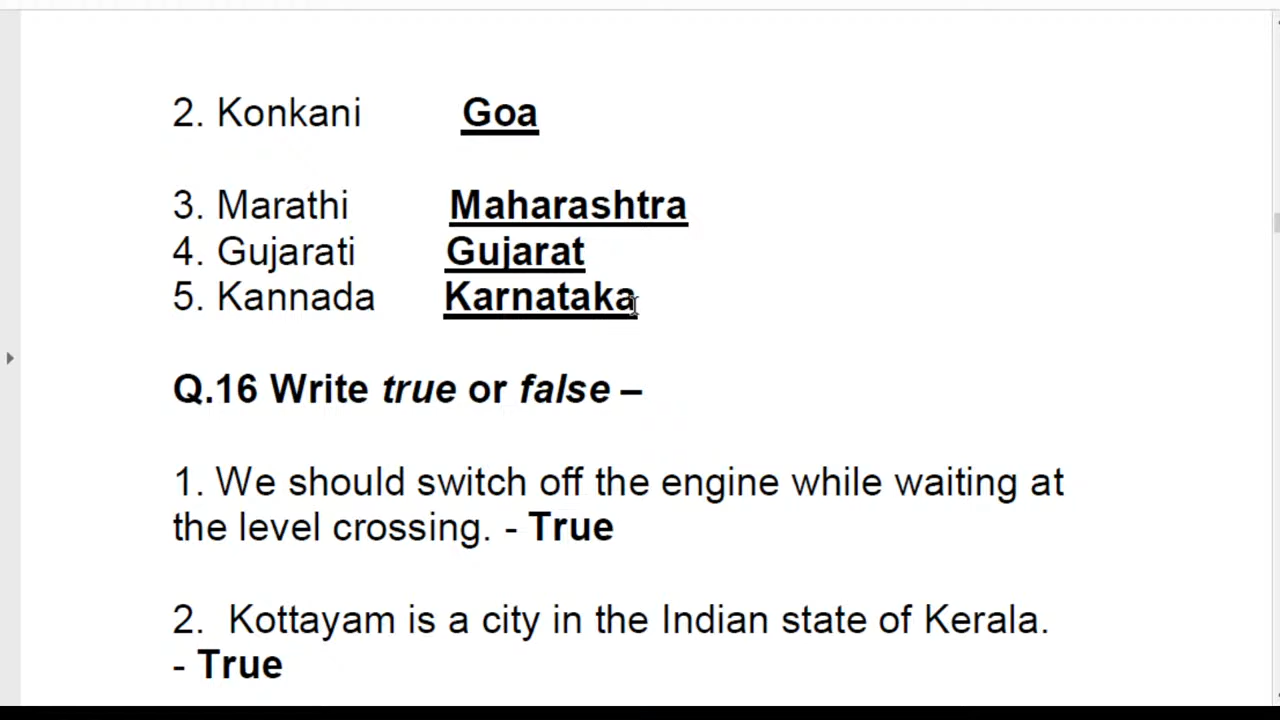 2. Konkani Goa
3. Marathi Maharashtra
4. Gujarati Gujarat
5. Kannada Karnataka
Q.16 Write true or false –
1. We should switch off the engine while waiting at
the level crossing. - True
2. Kottayam is a city in the Indian state of Kerala.
- True